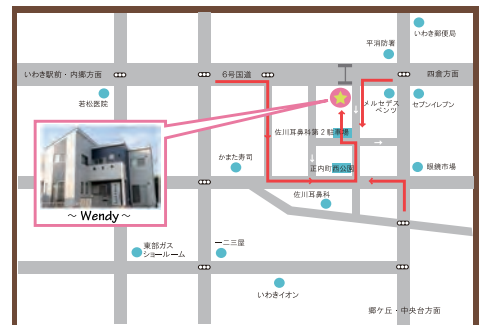 いわき郵便局
平消防署
いわき駅前・内郷方面
6号国道
四倉方面
若松医院
メルセデス
ベンツ
セブンイレブン
佐川耳鼻科第2駐車場
かまた寿司
正内町西公園
眼鏡市場
佐川耳鼻科
～ Wendy ～
東部ガス
ショールーム
一二三屋
いわきイオン
郷ケ丘・中央台方面